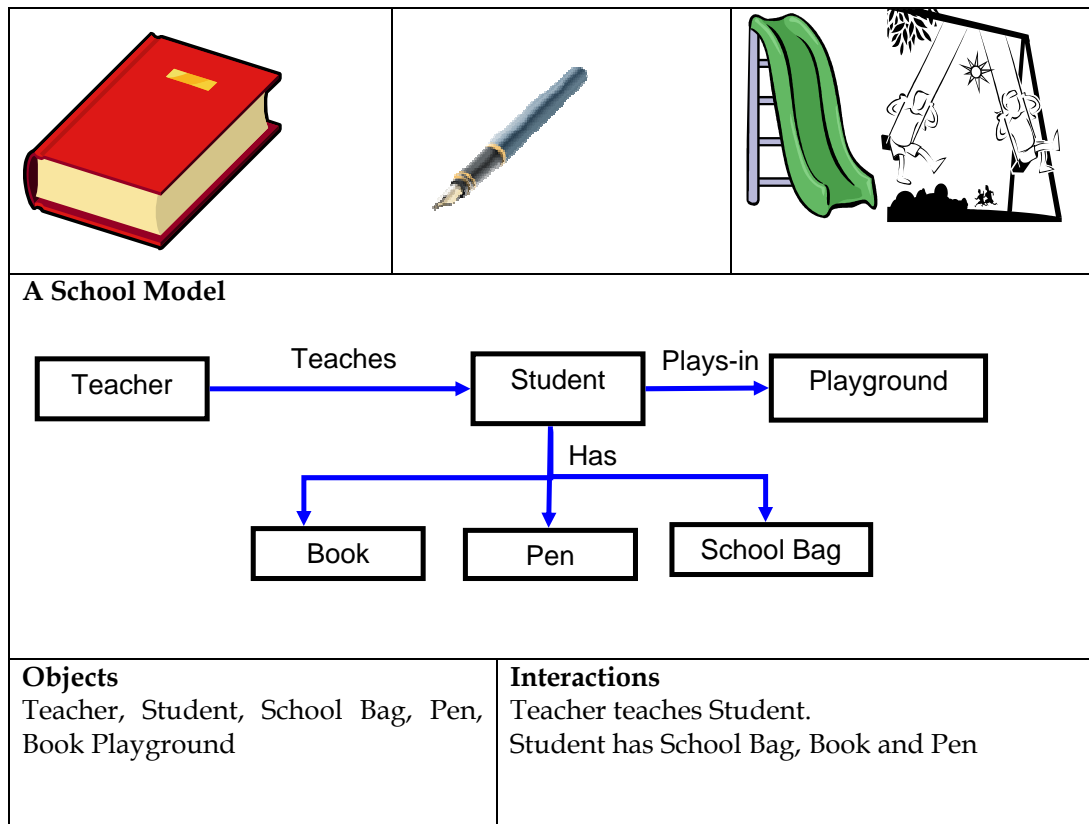 A School Model
Teaches
Plays-in
Teacher
Student
Playground
Has
Book
Pen
School Bag
Objects
Teacher, Student, School Bag, Pen,
Book Playground
Interactions
Teacher teaches Student.
Student has School Bag, Book and Pen